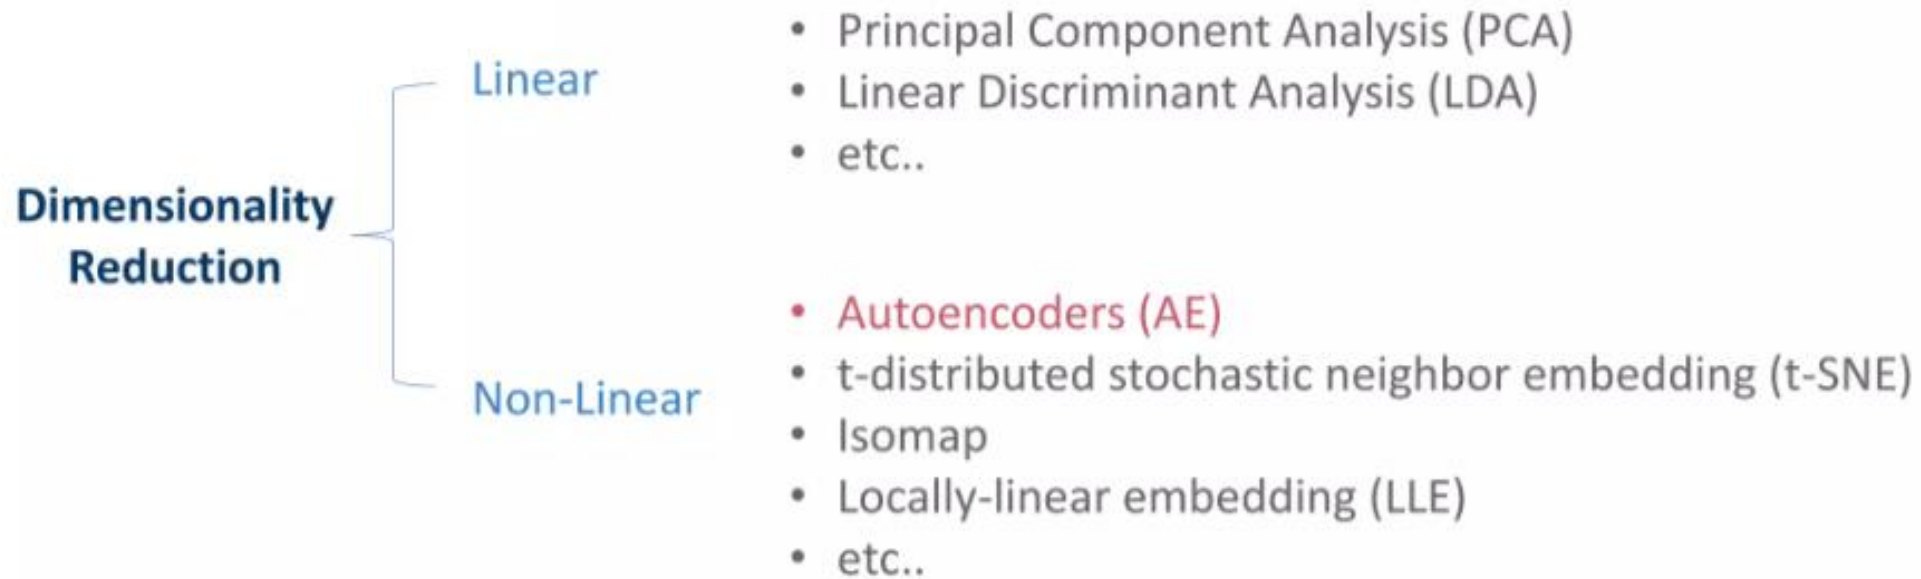 Dimensionality
Reduction
Linear
• Principal Component Analysis (PCA)
• Linear Discriminant Analysis (LDA)
• etc..
Non-Linear
• Autoencoders (AE)
• t-distributed stochastic neighbor embedding (t-SNE)
• Isomap
• Locally-linear embedding (LLE)
• etc..